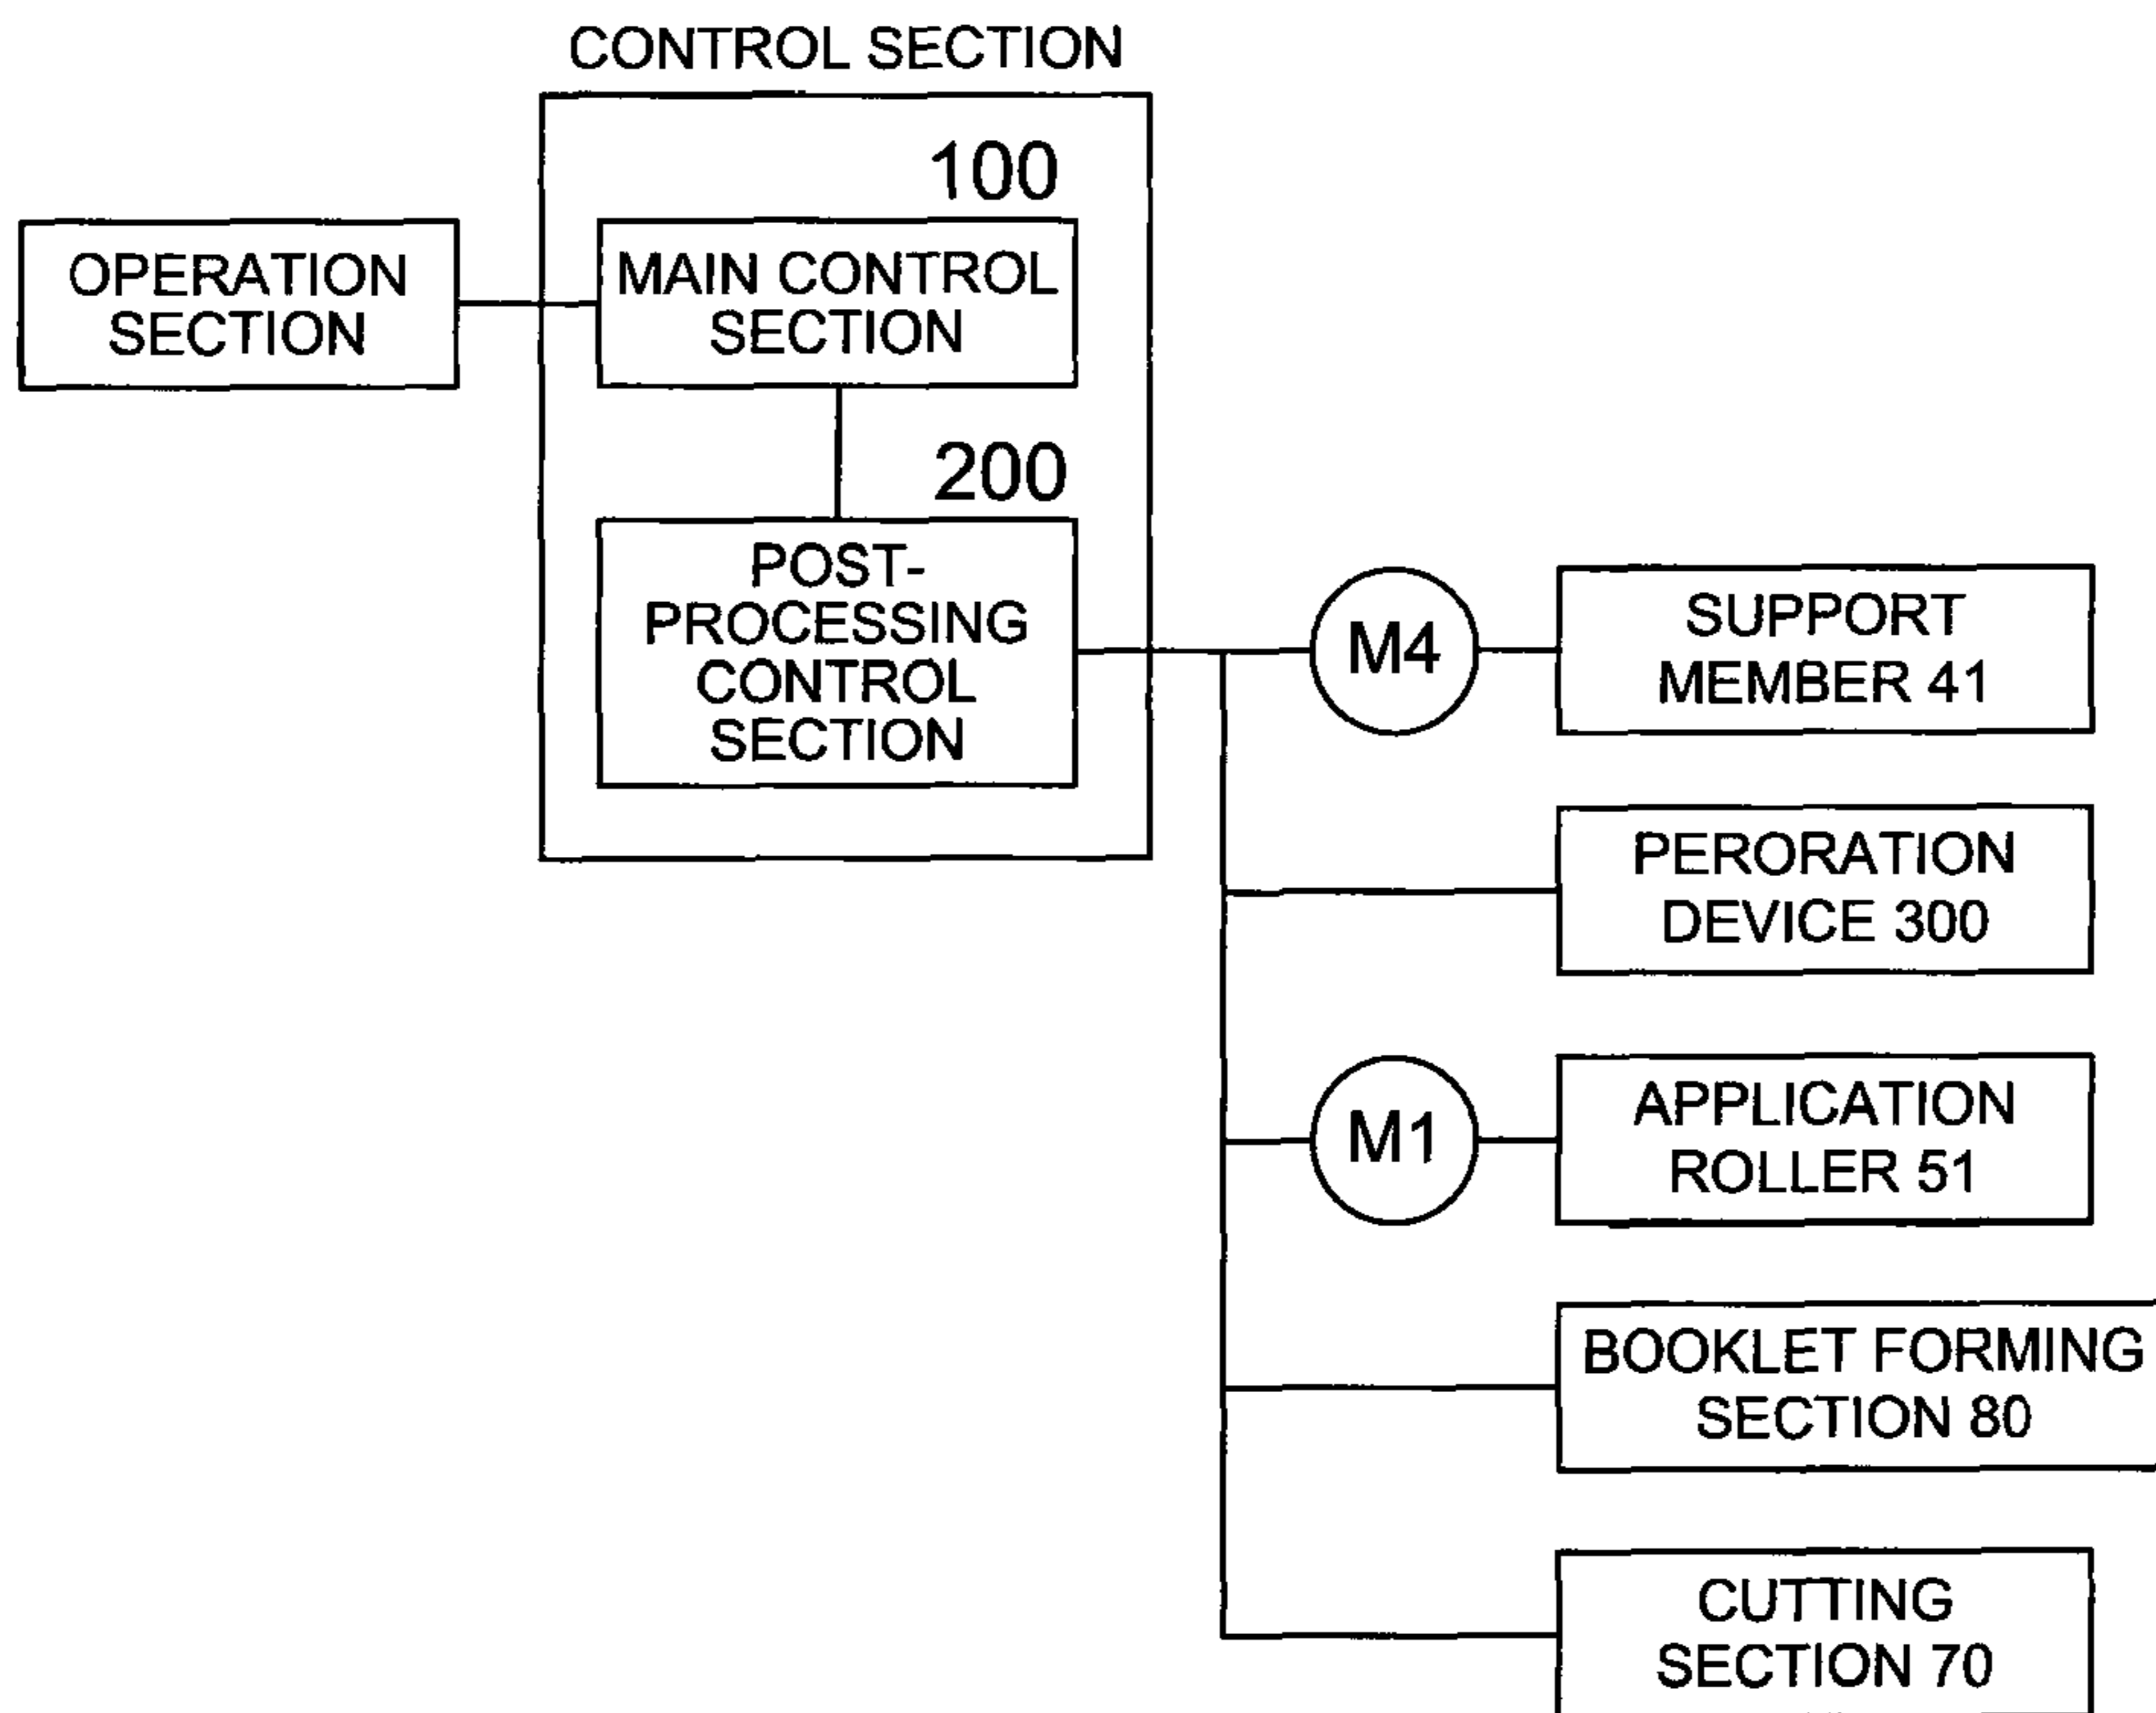 CONTROL SECTION
100
OPERATION
SECTION
MAIN CONTROL
SECTION
200
POST-
PROCESSING
CONTROL
SECTION
M4
SUPPORT
MEMBER 41
PERORATION
DEVICE 300
M1
APPLICATION
ROLLER 51
BOOKLET FORMING
SECTION 80
CUTTING
SECTION 70